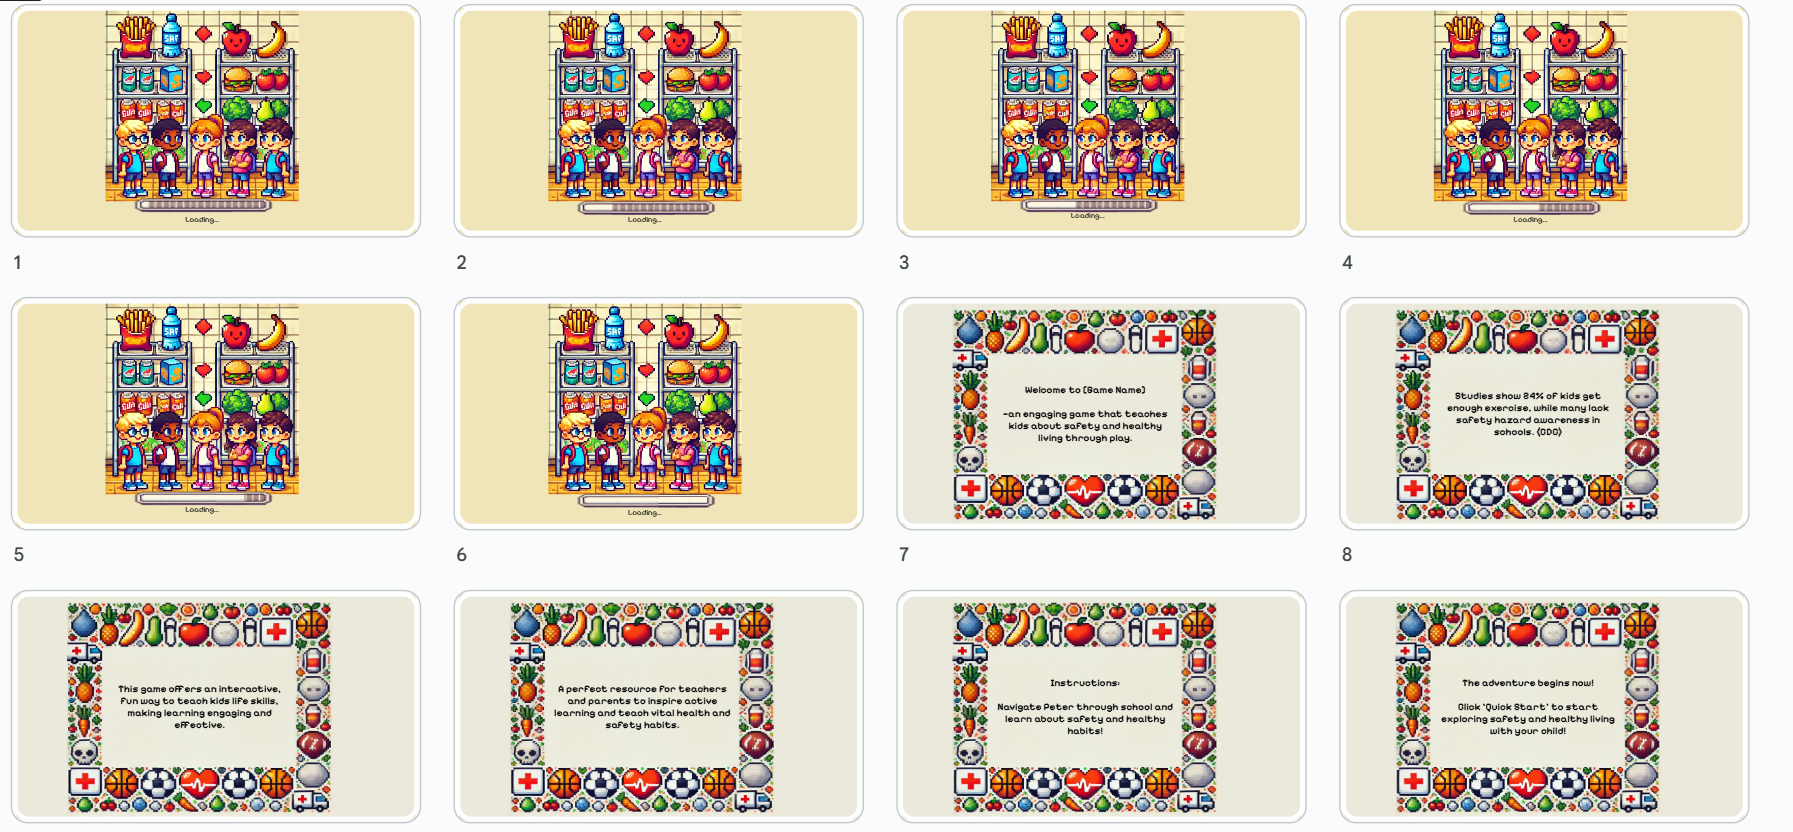 Loading...
1
Loading...
2
Loading...
3
Loading...
4
Loading...
5
Loading...
6
Welcome to [Game Name]
-an engaging game that teaches
kids about safety and healthy
living through play.
7
Studies show 24% of kids get
enough exercise, while many lack
safety hazard awareness in
schools. (CDC)
8
This game offers an interactive,
fun way to teach kids life skills,
making learning engaging and
effective.
A perfect resource for teachers
and parents to inspire active
learning and teach vital health and
safety habits.
Instructions:
Navigate Peter through school and
learn about safety and healthy
habits!
The adventure begins now!
Click 'Quick Start' to start
exploring safety and healthy living
with your child!